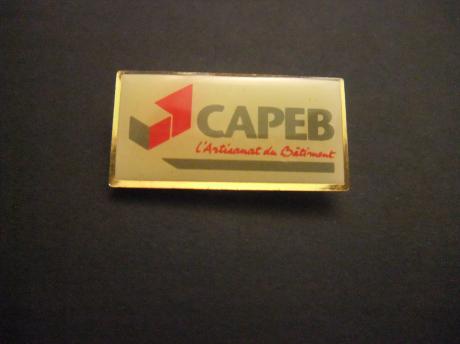 CAPEB
l'Artisanat du Bâtiment